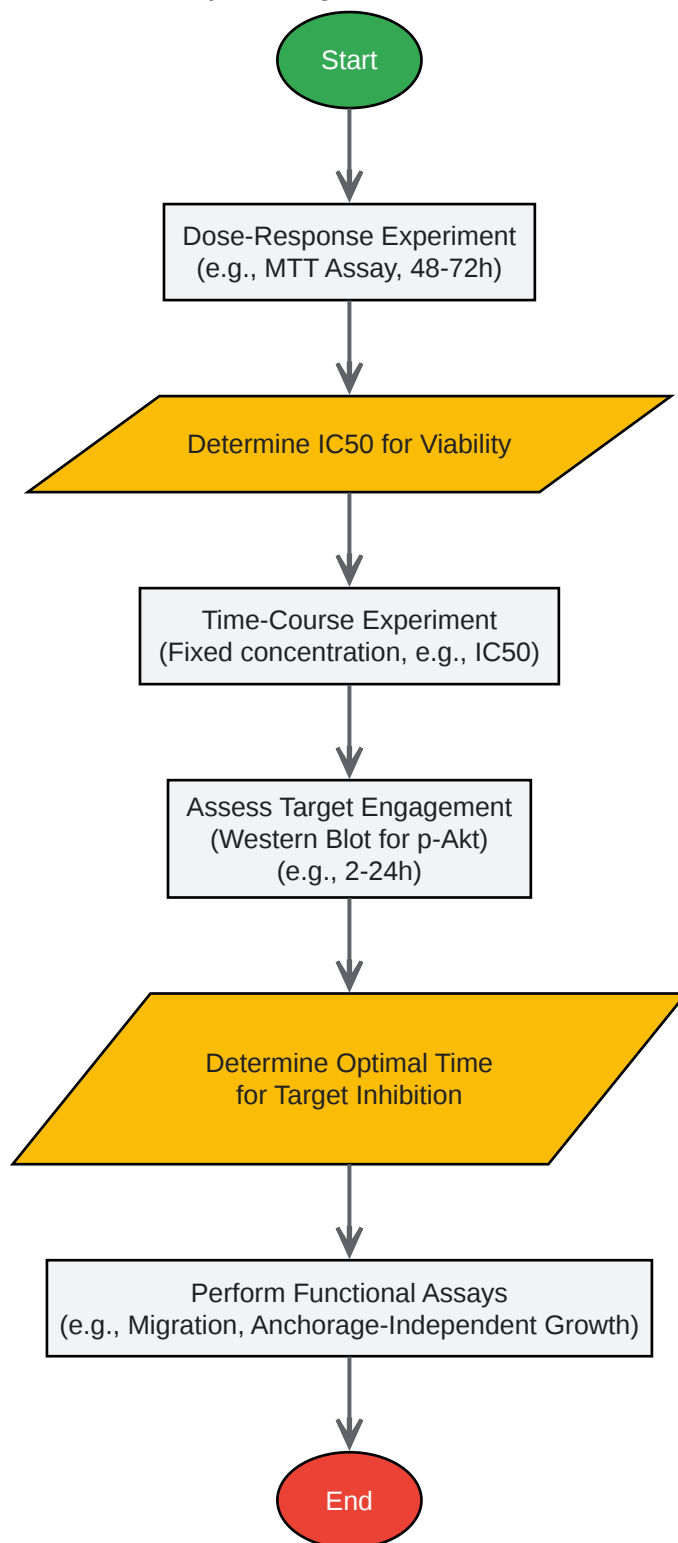 Start
Dose-Response Experiment
(e.g., MTT Assay, 48-72h)
Determine IC50 for Viability
Time-Course Experiment
(Fixed concentration, e.g., IC50)
Assess Target Engagement
(Western Blot for p-Akt)
(e.g., 2-24h)
Determine Optimal Time
for Target Inhibition
Perform Functional Assays
(e.g., Migration, Anchorage-Independent Growth)
End